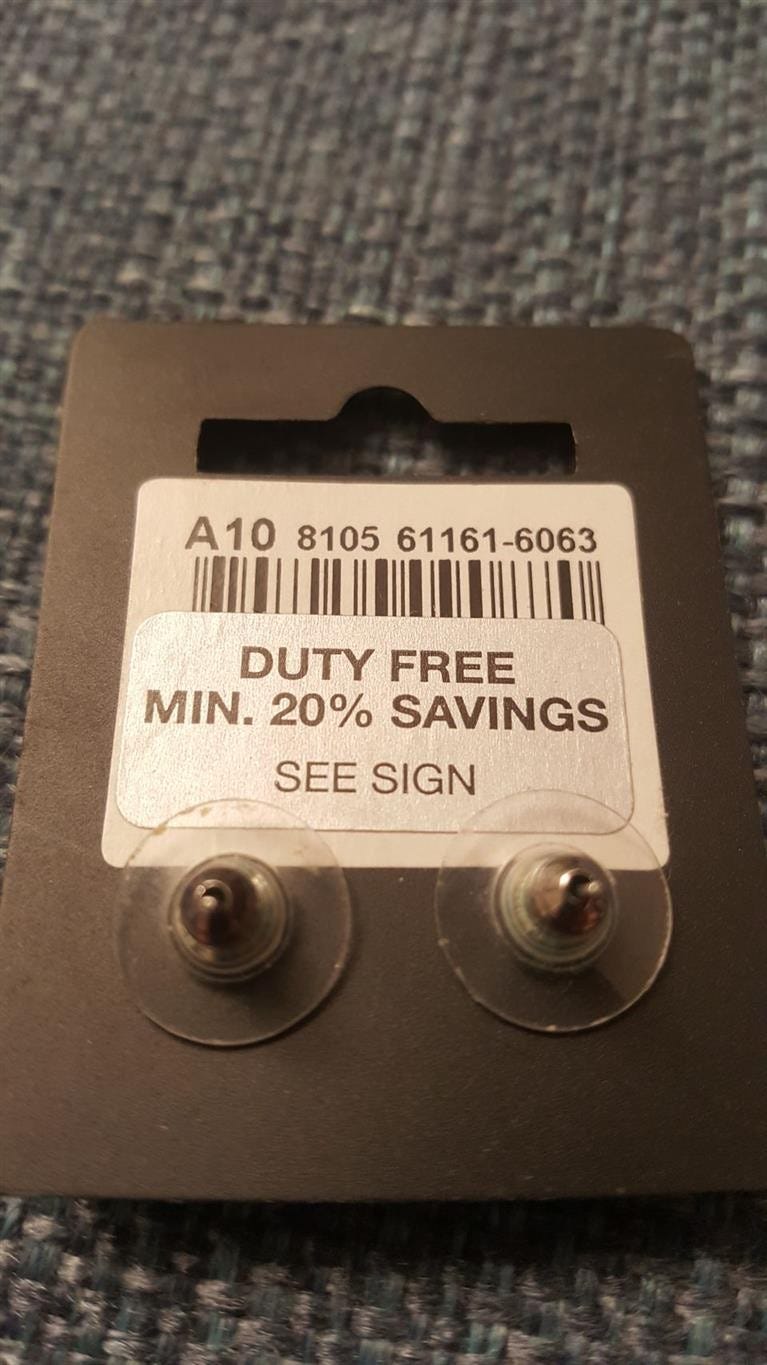 A10 8105 61161-6063
DUTY FREE
MIN. 20% SAVINGS
SEE SIGN